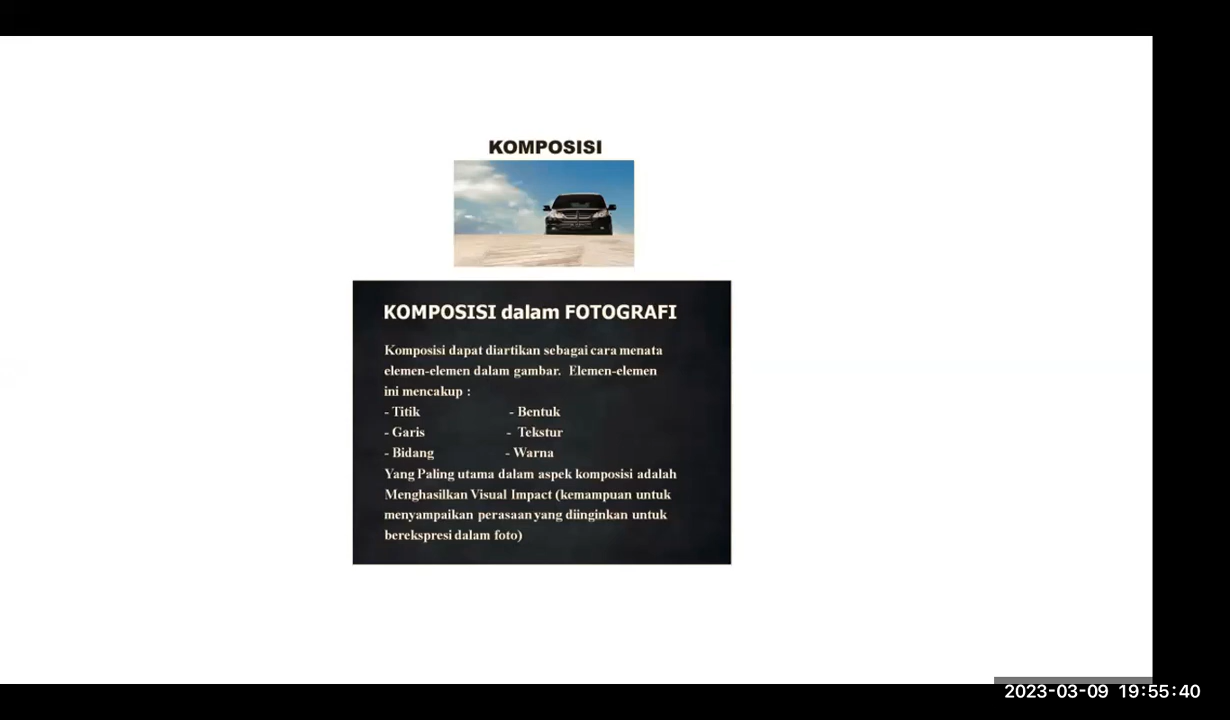 KOMPOSISI
KOMPOSISI dalam FOTOGRAFI
Komposisi dapat diartikan sebagai cara menata
elemen-elemen dalam gambar. Elemen-elemen
ini mencakup :
- Titik - Bentuk
- Garis - Tekstur
- Bidang - Warna
Yang Paling utama dalam aspek komposisi adalah
Menghasilkan Visual Impact (kemampuan untuk
menyampaikan perasaan yang diinginkan untuk
berekspresi dalam foto)
2023-03-09 19:55:40